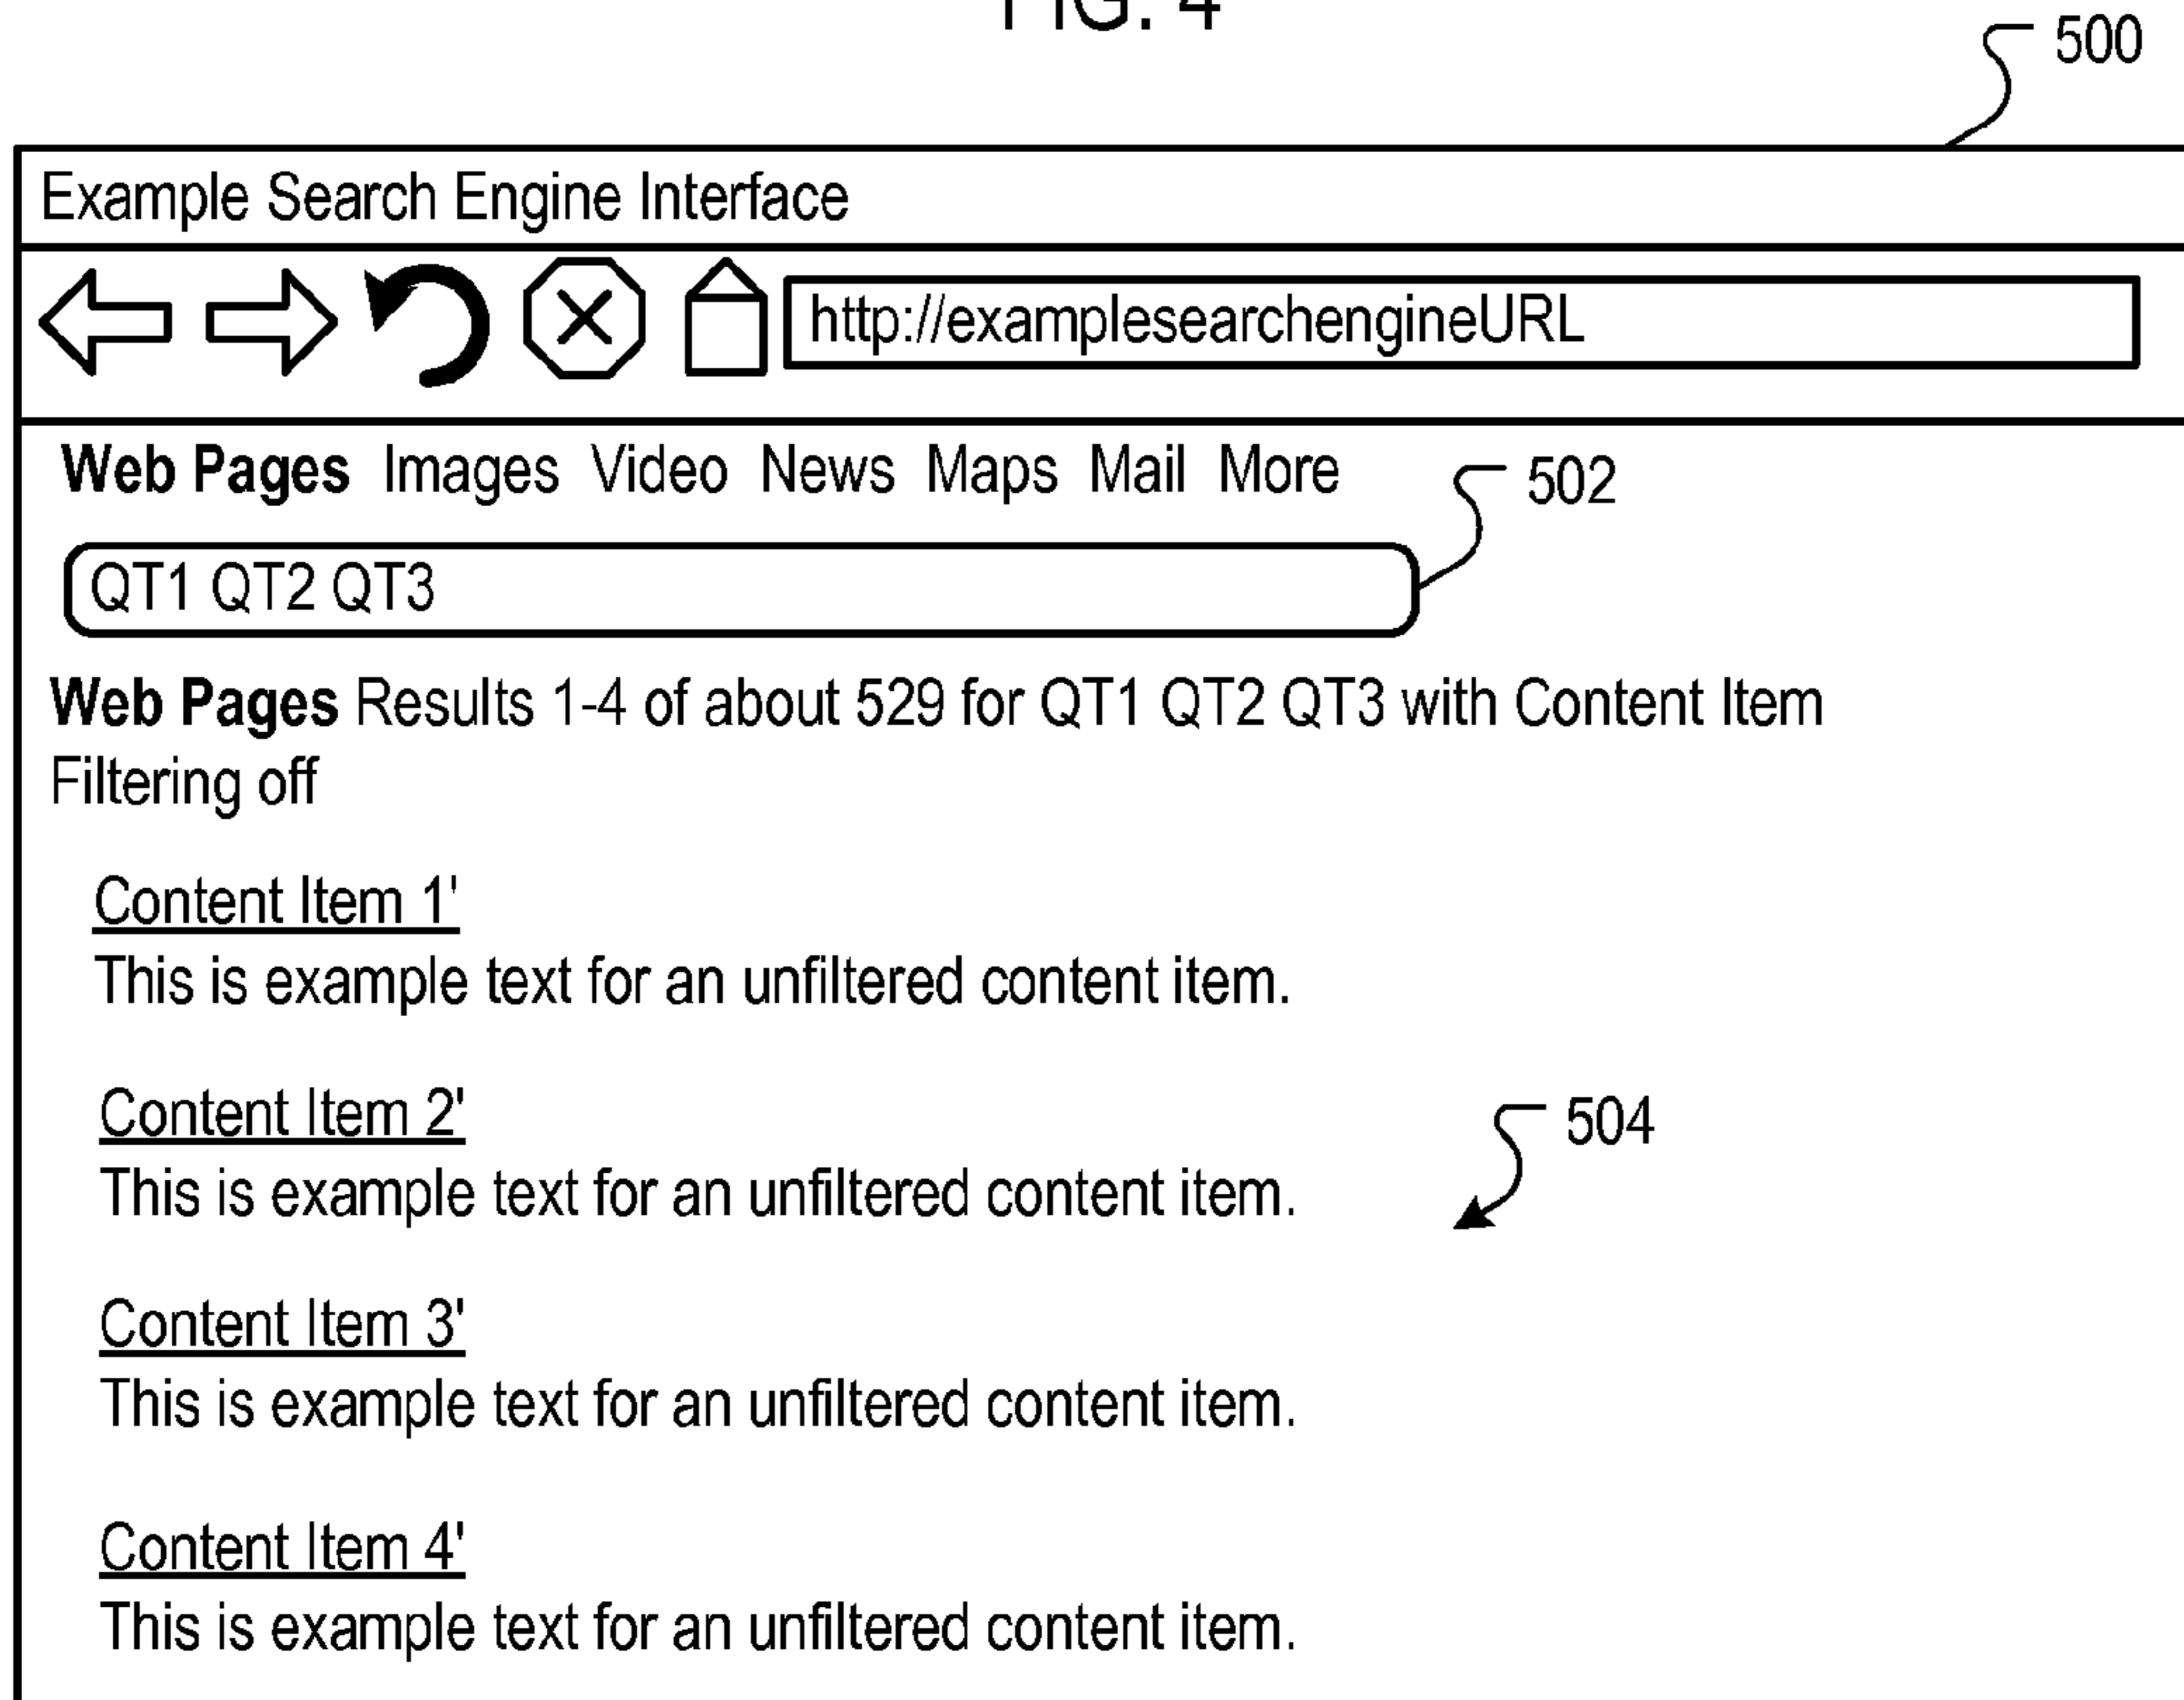 FIG. 4
500
Example Search Engine Interface
http://examplesearchengineURL
Web Pages Images Video News Maps Mail More
502
QT1 QT2 QT3
Web Pages Results 1-4 of about 529 for QT1 QT2 QT3 with Content Item
Filtering off
Content Item 1'
This is example text for an unfiltered content item.
Content Item 2'
504
This is example text for an unfiltered content item.
Content Item 3'
This is example text for an unfiltered content item.
Content Item 4'
This is example text for an unfiltered content item.